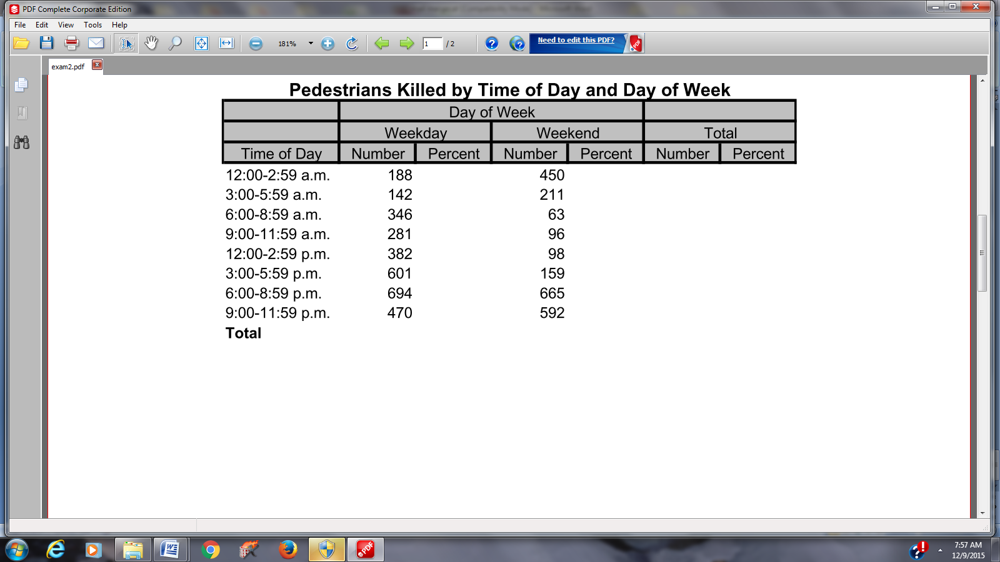 PDF Complete Corporate Edition
File Edit View Tools Help
181% 1 / 2 Need to edit this PDF? PDF
exam2.pdf
Pedestrians Killed by Time of Day and Day of Week
Day of Week
Weekday Weekend Total
Time of Day Number Percent Number Percent Number Percent
12:00-2:59 a.m. 188 450
3:00-5:59 a.m. 142 211
6:00-8:59 a.m. 346 63
9:00-11:59 a.m. 281 96
12:00-2:59 p.m. 382 98
3:00-5:59 p.m. 601 159
6:00-8:59 p.m. 694 665
9:00-11:59 p.m. 470 592
Total
PDF
7:57 AM
12/9/2015